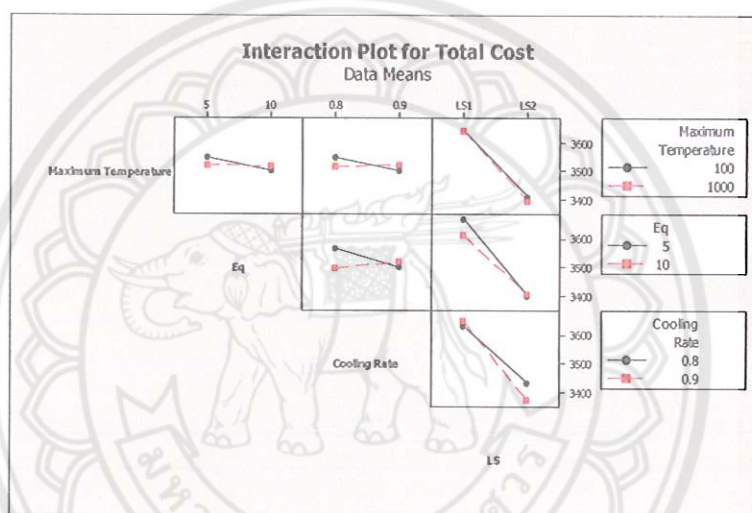 Interaction Plot for Total Cost
Data Means
5 10 0.8 0.9 LS1 LS2
Maximum Temperature
3600
3500
3400
Maximum
Temperature
100
1000
Eq
3600
3500
3400
Eq
5
10
Cooling Rate
3600
3500
3400
Cooling
Rate
0.8
0.9
LS